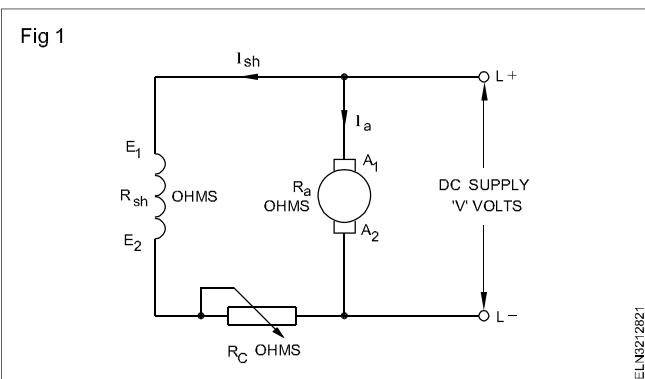 Fig 1
Ish
L +
Ia
E1
A1
Rsh OHMS
Ra
OHMS
DC SUPPLY
'V' VOLTS
E2
A2
L −
RC OHMS
ELN3212821